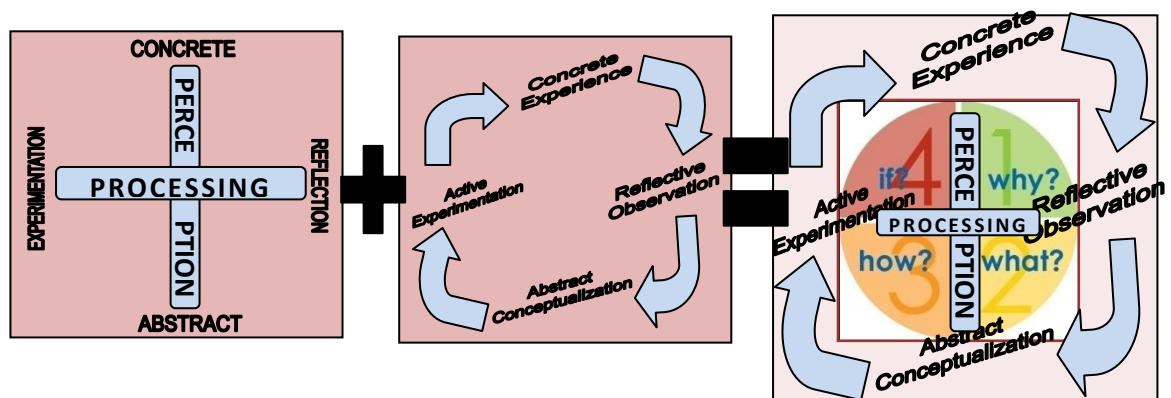 CONCRETE
PERCE
EXPERIMENTATION
PROCESSING
REFLECTION
PTION
ABSTRACT
Concrete
Experience
Reflective
Observation
Abstract
Conceptualization
Active
Experimentation
Concrete
Experience
4
1
PERCE
if?
why?
Reflective
Observation
Active
Experimentation
PROCESSING
how?
what?
3
2
PTION
Abstract
Conceptualization